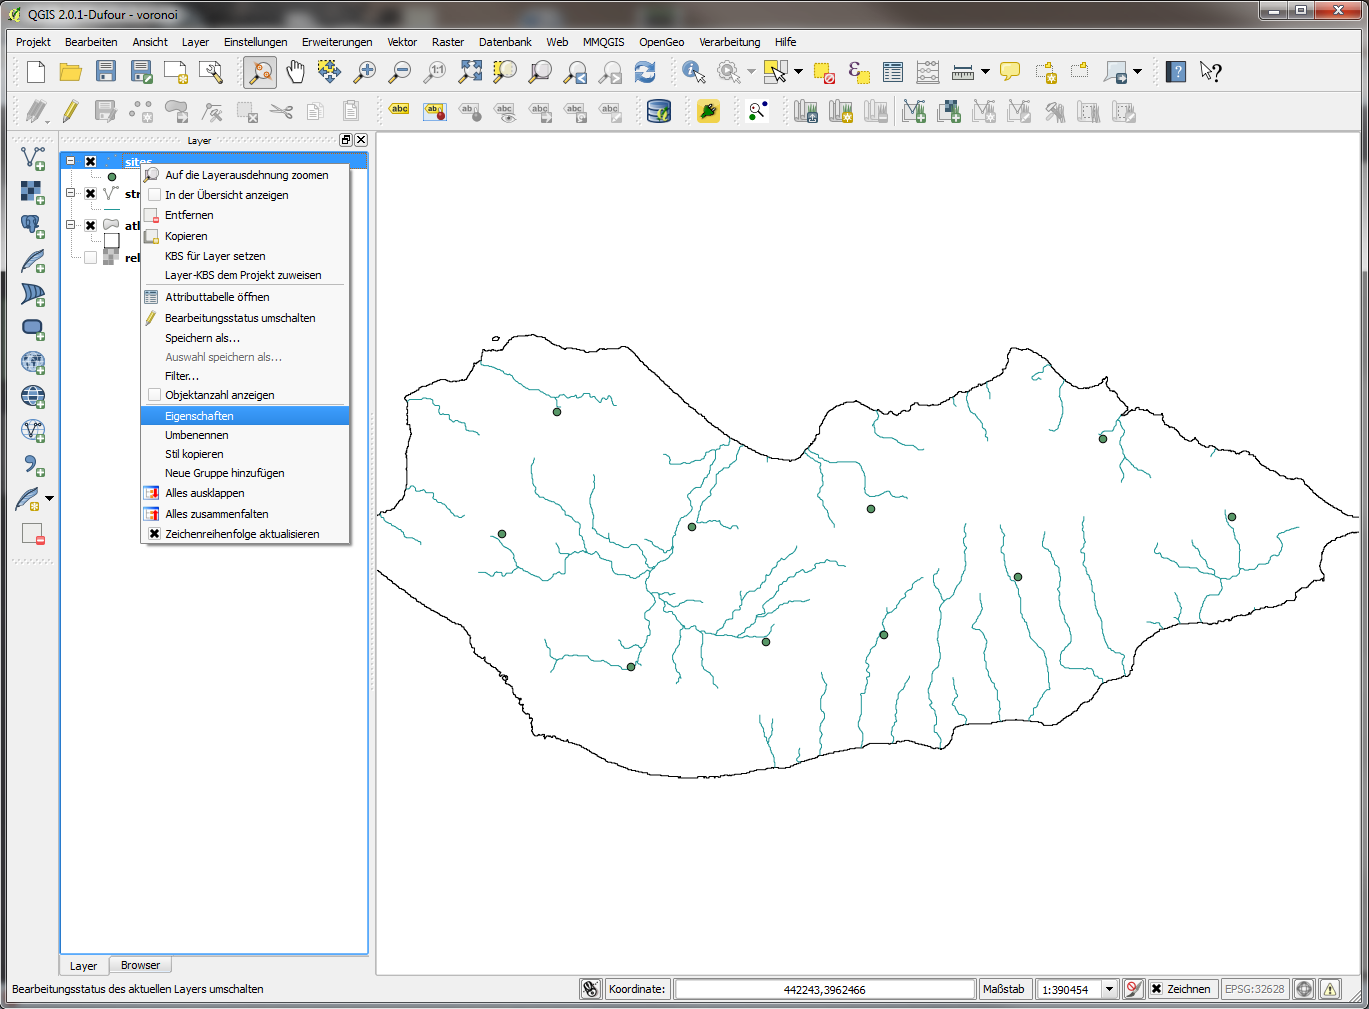 QGIS 2.0.1-Dufour - voronoi
Projekt Bearbeiten Ansicht Layer Einstellungen Erweiterungen Vektor Raster Datenbank Web MMQGIS OpenGeo Verarbeitung Hilfe
Layer
sites
Auf die Layerausdehnung zoomen
In der Übersicht anzeigen
Entfernen
Kopieren
KBS für Layer setzen
Layer-KBS dem Projekt zuweisen
Attributtabelle öffnen
Bearbeitungsstatus umschalten
Speichern als...
Auswahl speichern als...
Filter...
Objektanzahl anzeigen
Eigenschaften
Umbenennen
Stil kopieren
Neue Gruppe hinzufügen
Alles ausklappen
Alles zusammenfalten
Zeichenreihenfolge aktualisieren
Layer Browser
Bearbeitungsstatus des aktuellen Layers umschalten Koordinate: 442243,3962466 Maßstab 1:390454 Zeichnen EPSG:32628